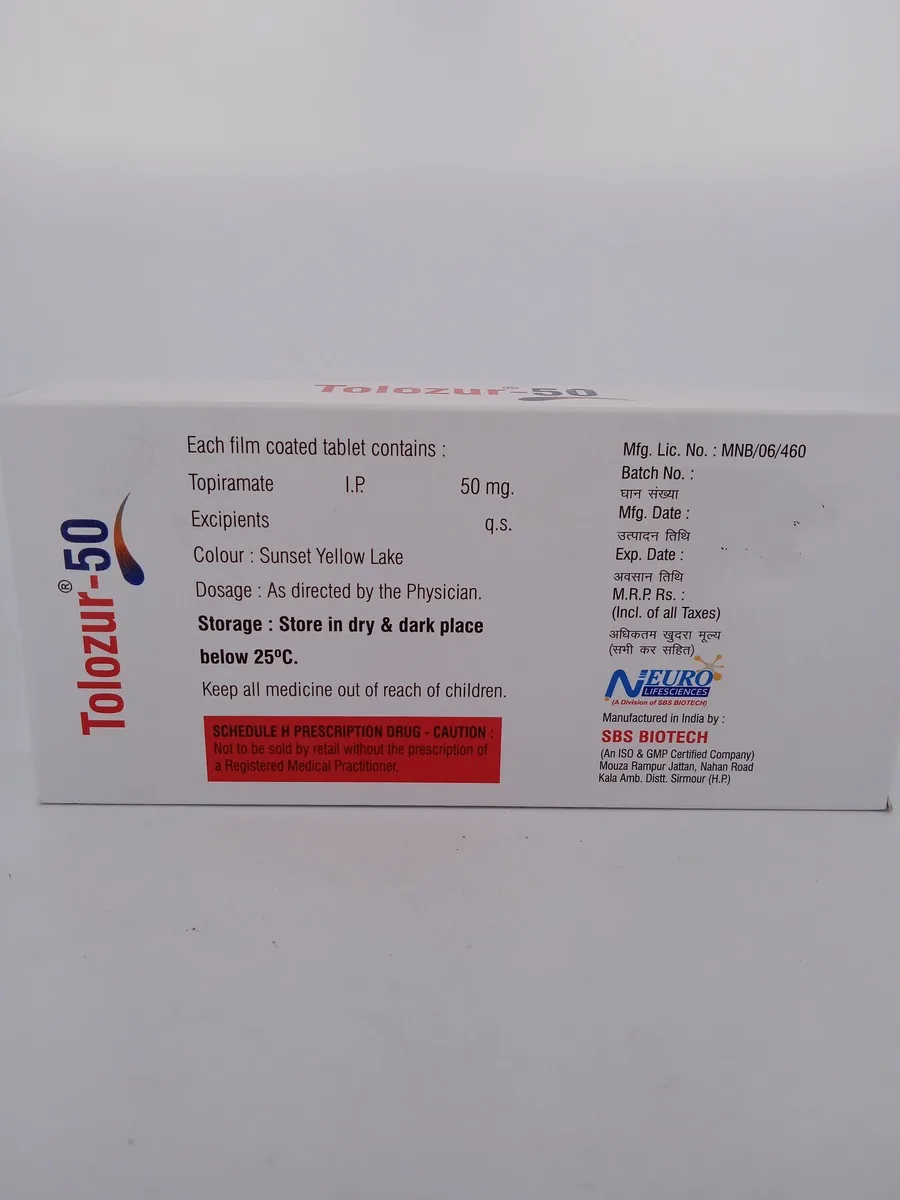 Tolozur®-50
Tolozur®-50
Each film coated tablet contains :
Topiramate I.P. 50 mg.
Excipients q.s.
Colour : Sunset Yellow Lake
Dosage : As directed by the Physician.
Storage : Store in dry & dark place
below 25ºC.
Keep all medicine out of reach of children.
SCHEDULE H PRESCRIPTION DRUG - CAUTION :
Not to be sold by retail without the prescription of
a Registered Medical Practitioner.
Mfg. Lic. No. : MNB/06/460
Batch No. :
घान संख्या
Mfg. Date :
उत्पादन तिथि
Exp. Date :
अवसान तिथि
M.R.P. Rs. :
(Incl. of all Taxes)
अधिकतम खुदरा मूल्य
(सभी कर सहित)
NEURO
LIFESCIENCES
(A Division of SBS BIOTECH)
Manufactured in India by :
SBS BIOTECH
(An ISO & GMP Certified Company)
Mouza Rampur Jattan, Nahan Road
Kala Amb. Distt. Sirmour (H.P.)